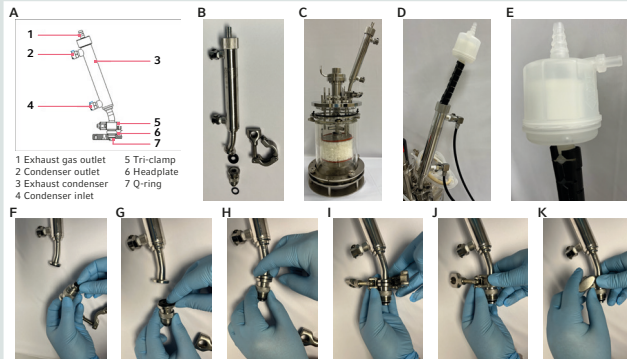 A
B
C
D
E
1
2
3
4
5
6
7
1 Exhaust gas outlet
5 Tri-clamp
2 Condenser outlet
6 Headplate
3 Exhaust condenser
7 Q-ring
4 Condenser inlet
F
G
H
I
J
K